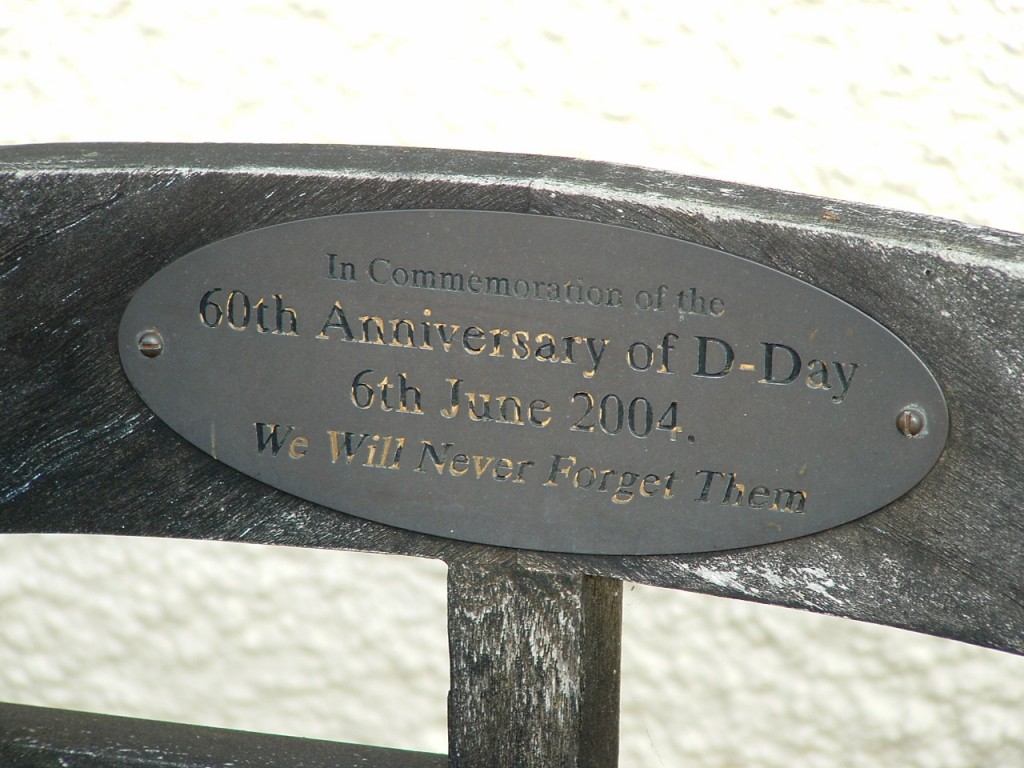 In Commemoration of the
60th Anniversary of D-Day
6th June 2004.
We Will Never Forget Them